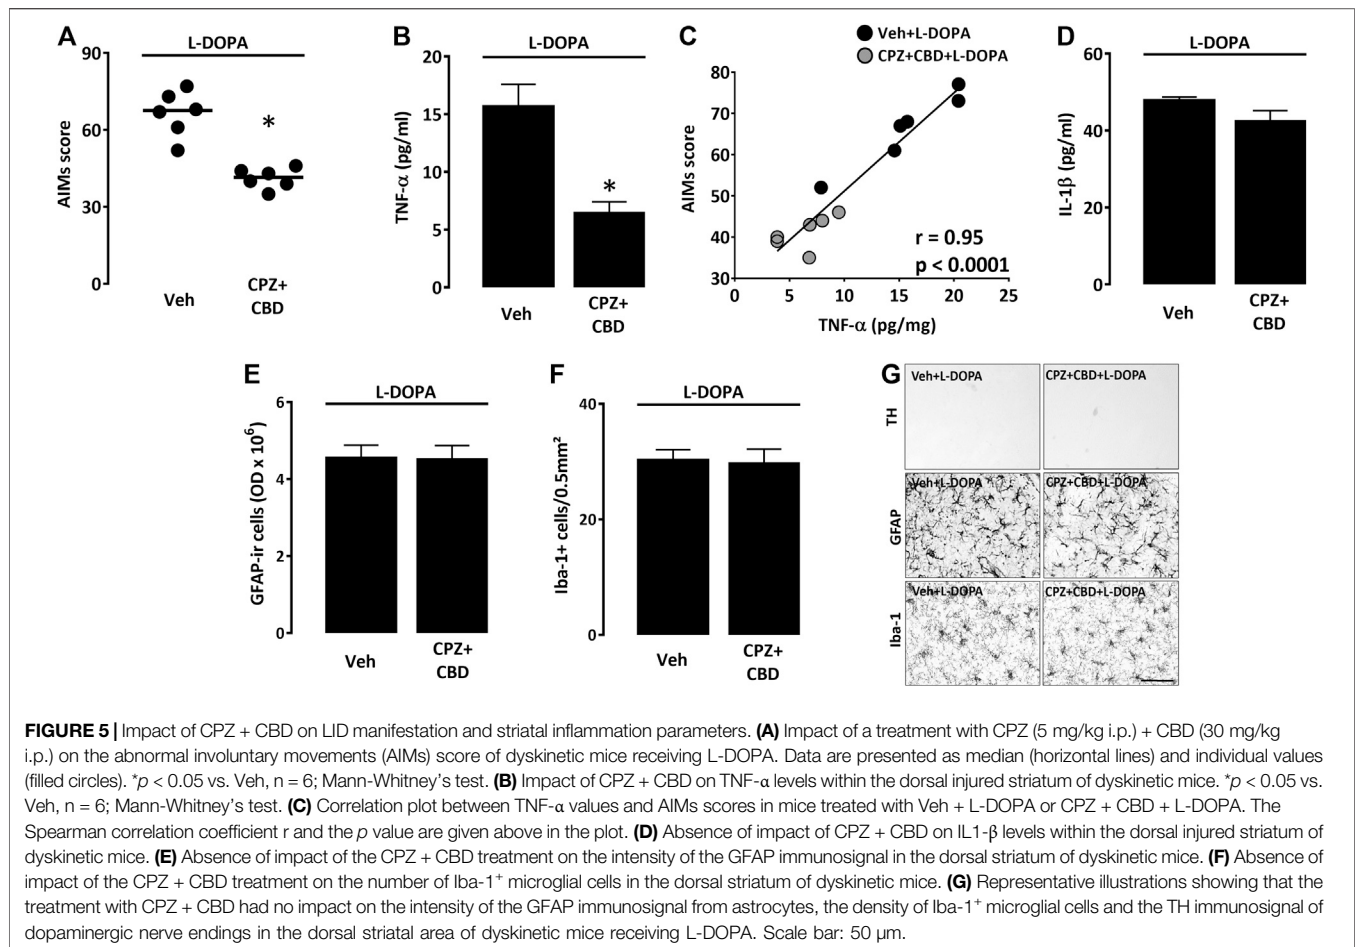 A
L-DOPA
90
60
30
0
AIMs score
*
Veh
CPZ+
CBD
B
L-DOPA
20
15
10
5
0
TNF-α (pg/ml)
*
Veh
CPZ+
CBD
C
Veh+L-DOPA
CPZ+CBD+L-DOPA
80
70
60
50
40
30
AIMs score
r = 0.95
p < 0.0001
0 5 10 15 20 25
TNF-α (pg/mg)
D
L-DOPA
60
40
20
0
IL-1β (pg/ml)
Veh
CPZ+
CBD
E
L-DOPA
6
4
2
0
GFAP-ir cells (OD x 10⁶)
Veh
CPZ+
CBD
F
L-DOPA
40
20
0
Iba-1+ cells/0.5mm²
Veh
CPZ+
CBD
G
Veh+L-DOPA
CPZ+CBD+L-DOPA
TH
Veh+L-DOPA
CPZ+CBD+L-DOPA
GFAP
Veh+L-DOPA
CPZ+CBD+L-DOPA
Iba-1
FIGURE 5 | Impact of CPZ + CBD on LID manifestation and striatal inflammation parameters. (A) Impact of a treatment with CPZ (5 mg/kg i.p.) + CBD (30 mg/kg
i.p.) on the abnormal involuntary movements (AIMs) score of dyskinetic mice receiving L-DOPA. Data are presented as median (horizontal lines) and individual values
(filled circles). *p < 0.05 vs. Veh, n = 6; Mann-Whitney's test. (B) Impact of CPZ + CBD on TNF-α levels within the dorsal injured striatum of dyskinetic mice. *p < 0.05 vs.
Veh, n = 6; Mann-Whitney's test. (C) Correlation plot between TNF-α values and AIMs scores in mice treated with Veh + L-DOPA or CPZ + CBD + L-DOPA. The
Spearman correlation coefficient r and the p value are given above in the plot. (D) Absence of impact of CPZ + CBD on IL1-β levels within the dorsal injured striatum of
dyskinetic mice. (E) Absence of impact of the CPZ + CBD treatment on the intensity of the GFAP immunosignal in the dorsal striatum of dyskinetic mice. (F) Absence of
impact of the CPZ + CBD treatment on the number of Iba-1⁺ microglial cells in the dorsal striatum of dyskinetic mice. (G) Representative illustrations showing that the
treatment with CPZ + CBD had no impact on the intensity of the GFAP immunosignal from astrocytes, the density of Iba-1⁺ microglial cells and the TH immunosignal of
dopaminergic nerve endings in the dorsal striatal area of dyskinetic mice receiving L-DOPA. Scale bar: 50 μm.